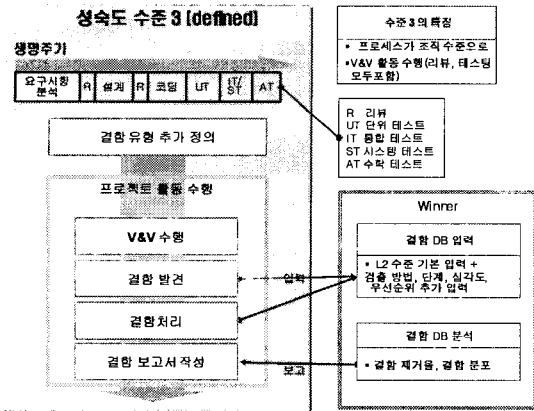 성숙도 수준 3 (defined)
생명주기
요구사항
분석
R
설계
R
코딩
UT
IT/
ST
AT
결함 유형 추가 정의
프로젝트 활동 수행
V&V 수행
결함 발견
결함처리
결함 보고서작성
입력
보고
수준 3의 특징
• 프로세스가 조직 수준으로
• V&V 활동 수행(리뷰, 테스팅
모두포함)
R 리뷰
UT 단위 테스트
IT 통합 테스트
ST 시스템 테스트
AT 수락 테스트
Winner
결함 DB 입력
• L2 수준 기본 입력 +
검출 방법, 단계, 심각도,
우선순위 추가 입력
결함 DB 분석
• 결함 제거율, 결함 분포